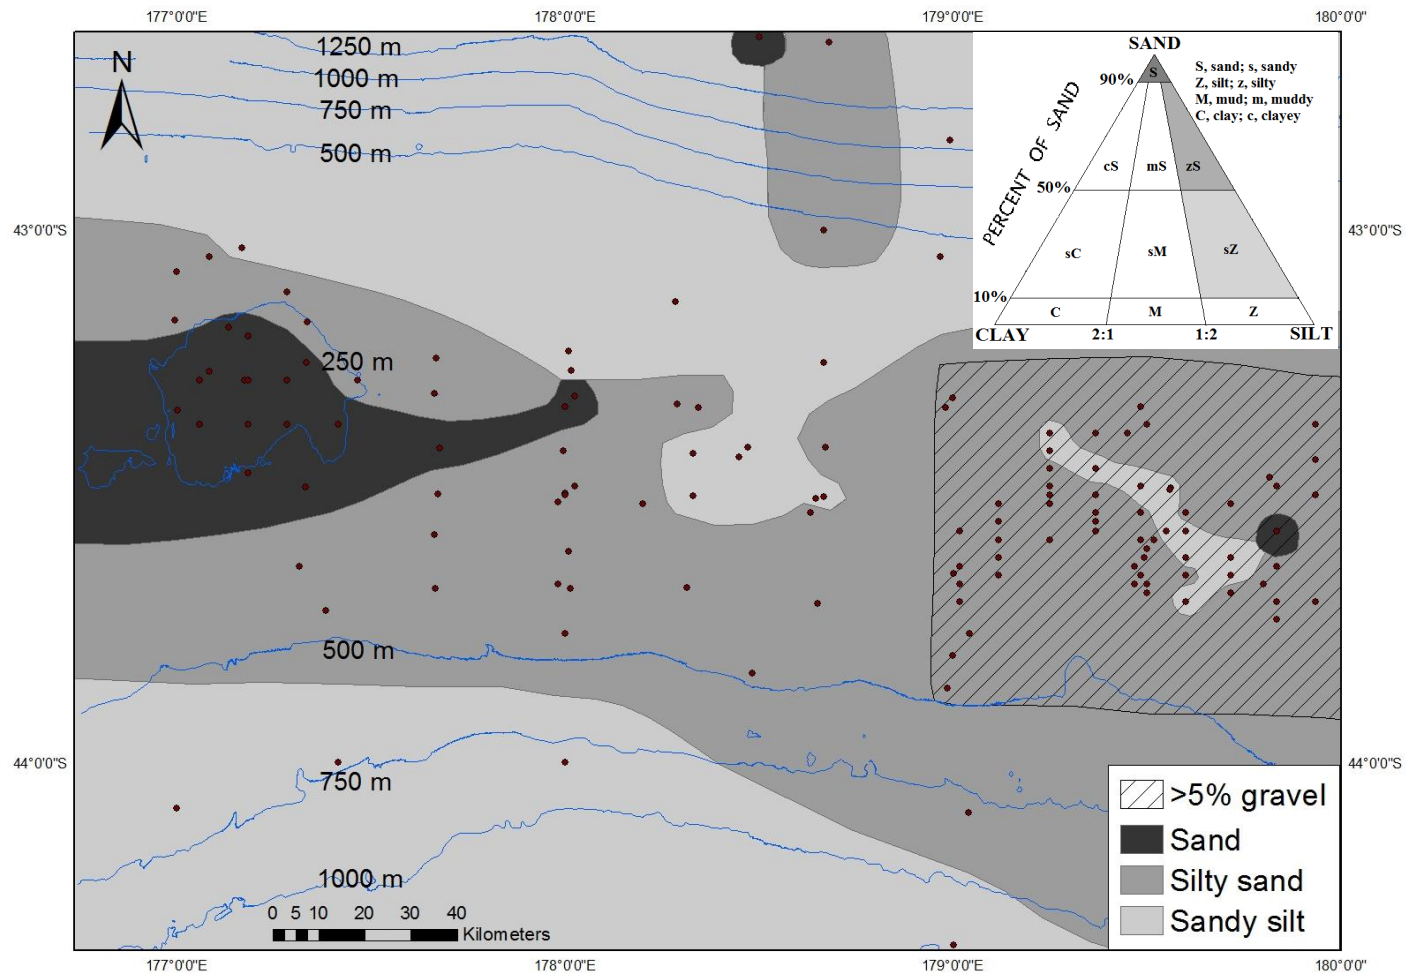 177°0'0"E 178°0'0"E 179°0'0"E 180°0'0"
N
1250 m
1000 m
750 m
500 m
SAND
S
90%
S, sand; s, sandy
Z, silt; z, silty
M, mud; m, muddy
C, clay; c, clayey
PERCENT OF SAND
cS mS zS
50%
43°0'0"S 43°0'0"S
sC sM sZ
10%
C M Z
CLAY 2:1 1:2 SILT
250 m
500 m
44°0'0"S 44°0'0"S
750 m
1000 m
>5% gravel
Sand
Silty sand
Sandy silt
0 5 10 20 30 40
Kilometers
177°0'0"E 178°0'0"E 179°0'0"E 180°0'0"